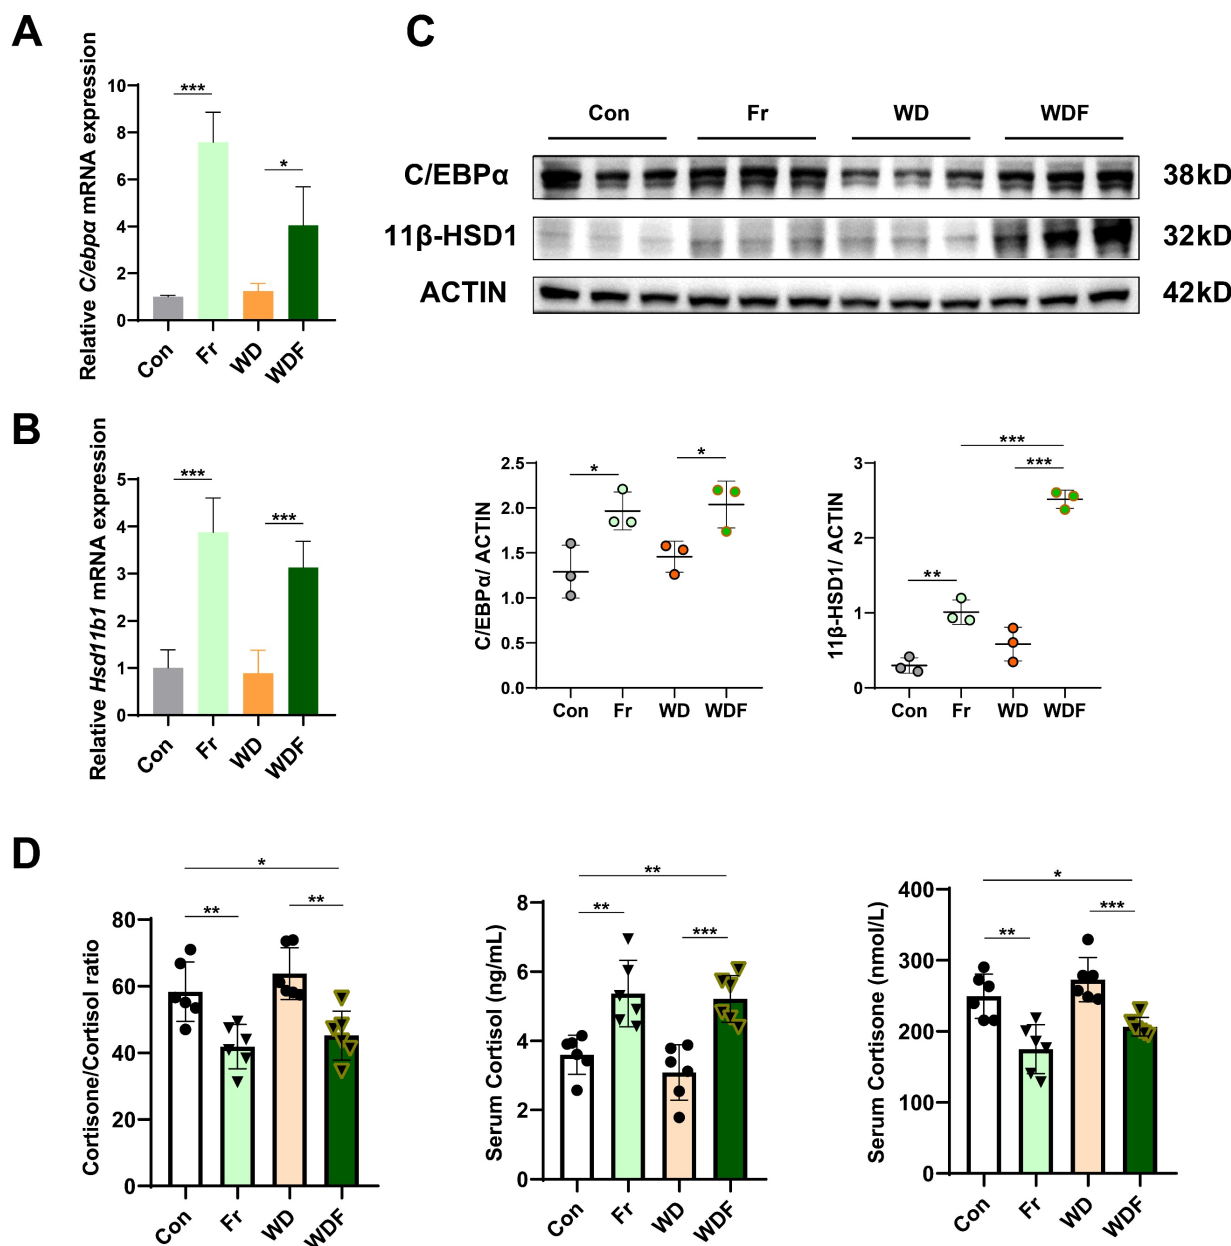 A
Relative C/ebpα mRNA expression
10
8
6
4
2
0
***
*
Con
Fr
WD
WDF
C
Con
Fr
WD
WDF
C/EBPα
38kD
11β-HSD1
32kD
ACTIN
42kD
B
Relative Hsd11b1 mRNA expression
5
4
3
2
1
0
***
***
Con
Fr
WD
WDF
C/EBPα/ ACTIN
2.5
2.0
1.5
1.0
0.5
0.0
*
*
Con
Fr
WD
WDF
11β-HSD1/ ACTIN
3
2
1
0
***
***
**
Con
Fr
WD
WDF
D
Cortisone/Cortisol ratio
80
60
40
20
0
*
**
**
Con
Fr
WD
WDF
Serum Cortisol (ng/mL)
8
6
4
2
0
**
**
***
Con
Fr
WD
WDF
Serum Cortisone (nmol/L)
400
300
200
100
0
*
**
***
Con
Fr
WD
WDF